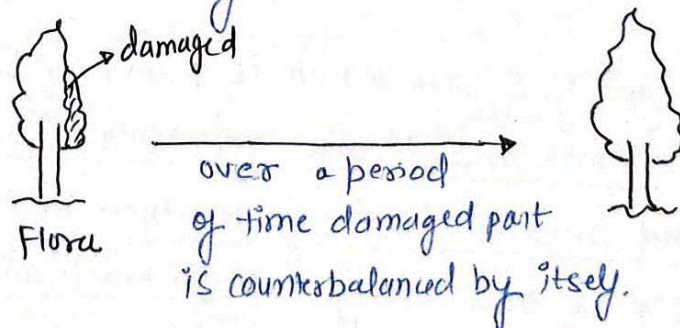 damaged
over a period
of time damaged part
is counterbalanced by itself.
Flora